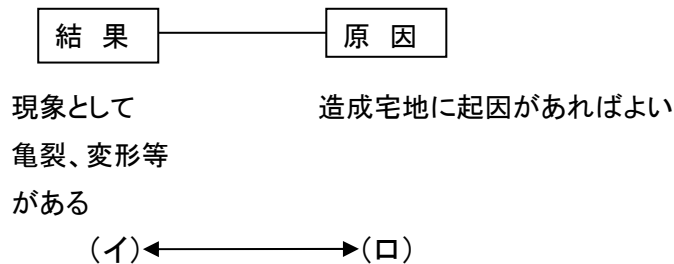 結 果 原 因
現象として 造成宅地に起因があればよい
亀裂、変形等
がある
(イ) (ロ)